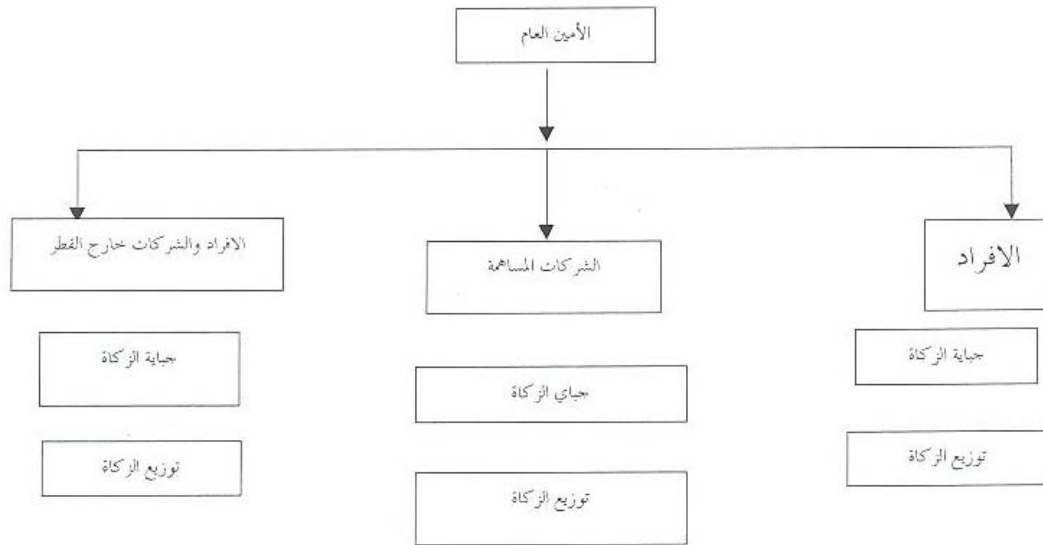 الأمين العام
الافراد
الشركات المساهمة
الافراد والشركات خارج القطر
جباية الزكاة
جباي الزكاة
جباية الزكاة
توزيع الزكاة
توزيع الزكاة
توزيع الزكاة